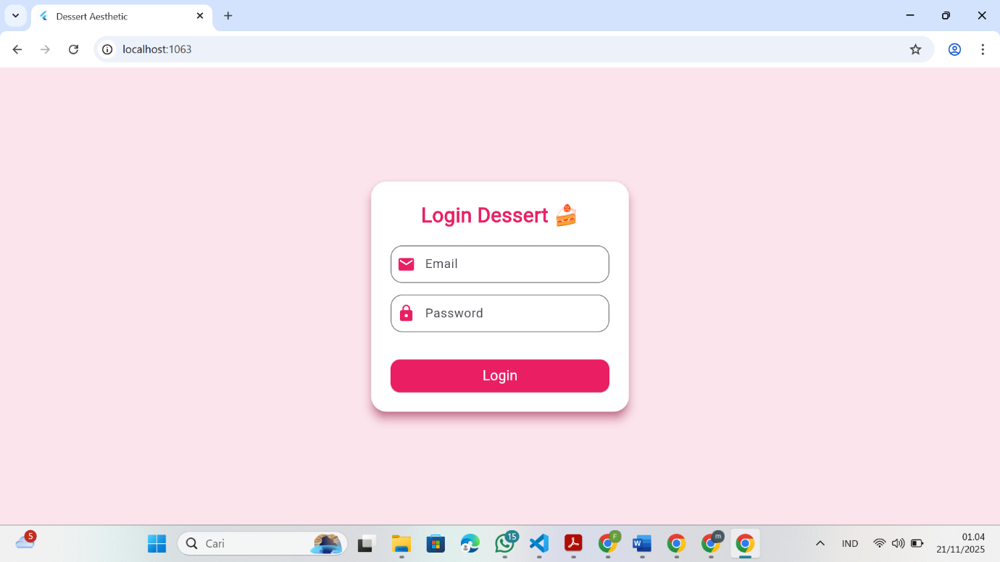 Dessert Aesthetic
localhost:1063
Login Dessert 🍰
Email
Password
Login
5
Cari
15
F
W
m
IND
01.04
21/11/2025